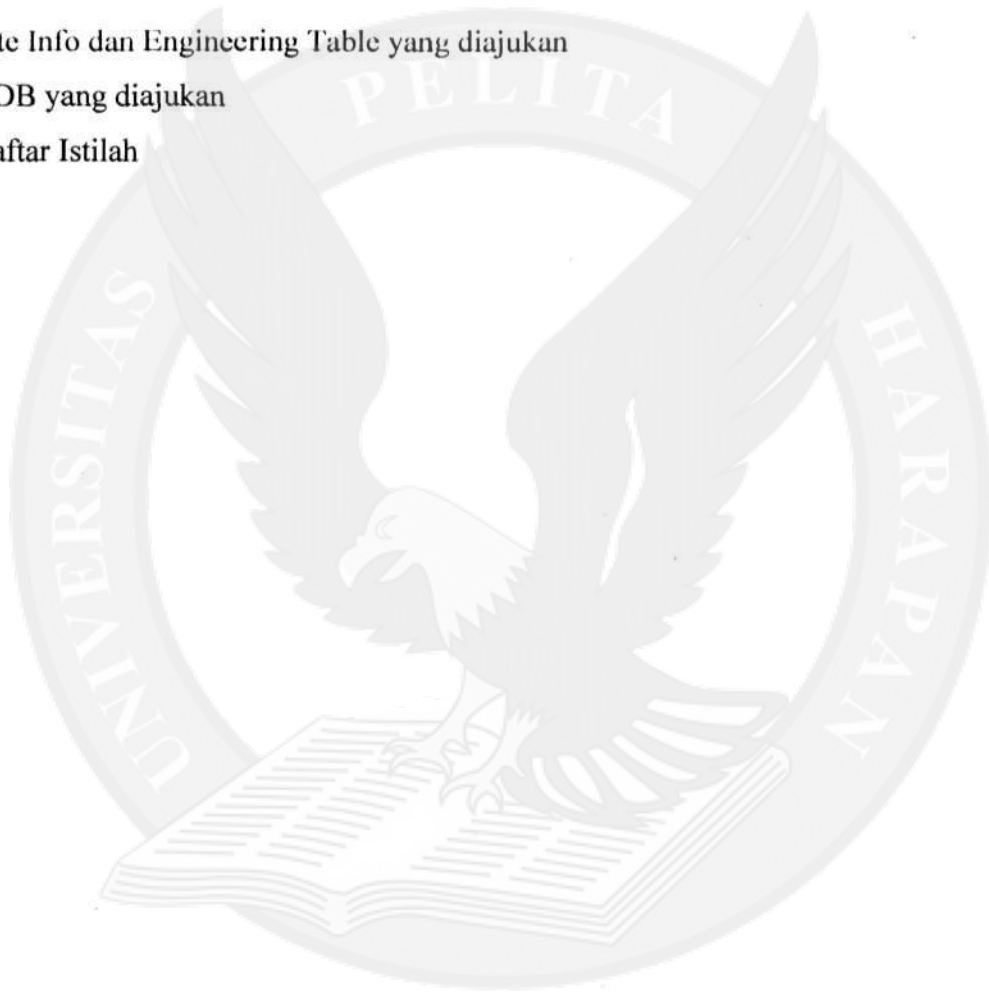 te Info dan Engineering Table yang diajukan
DB yang diajukan
aftar Istilah
UNIVERSITAS PELITA HARAPAN